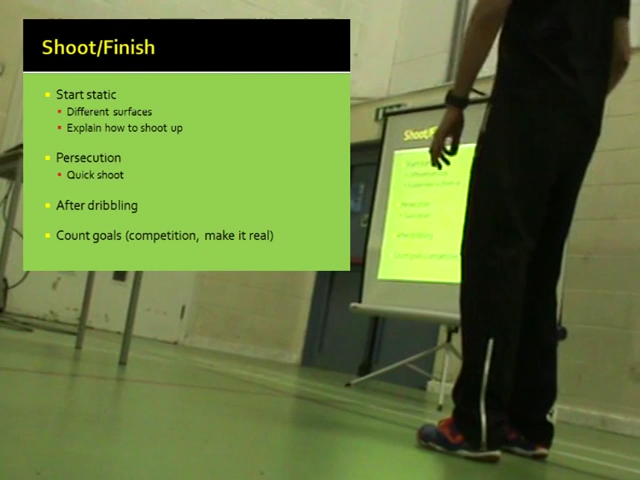 Shoot/Finish
Start static
Different surfaces
Explain how to shoot up
Persecution
Quick shoot
After dribbling
Count goals (competition, make it real)